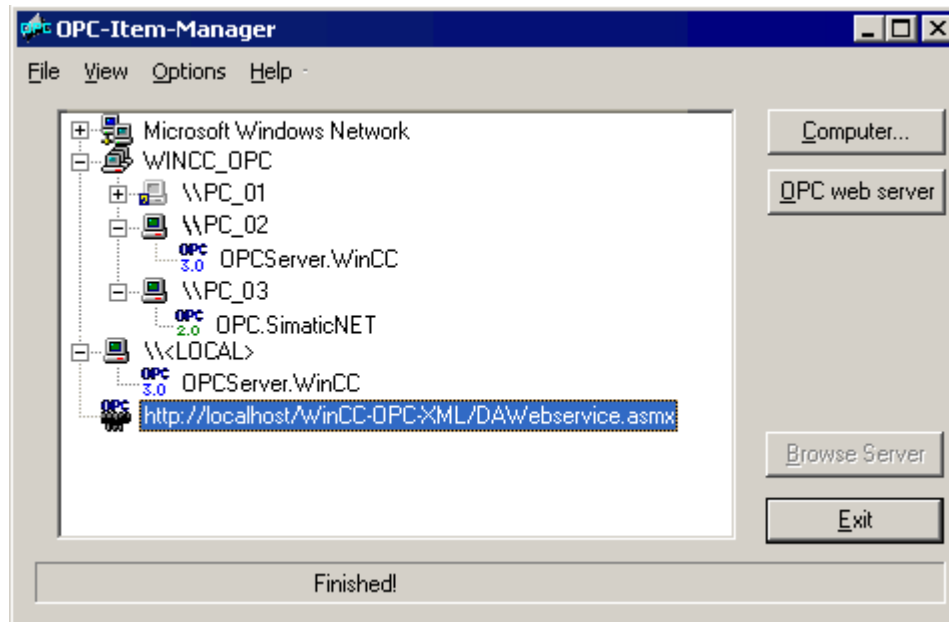 OPC-Item-Manager
File View Options Help
Microsoft Windows Network
WINCC_OPC
\\PC_01
\\PC_02
OPC 3.0 OPCServer.WinCC
\\PC_03
OPC 2.0 OPC.SimaticNET
\\<LOCAL>
OPC 3.0 OPCServer.WinCC
OPC http://localhost/WinCC-OPC-XML/DAWebservice.asmx
Computer...
OPC web server
Browse Server
Exit
Finished!